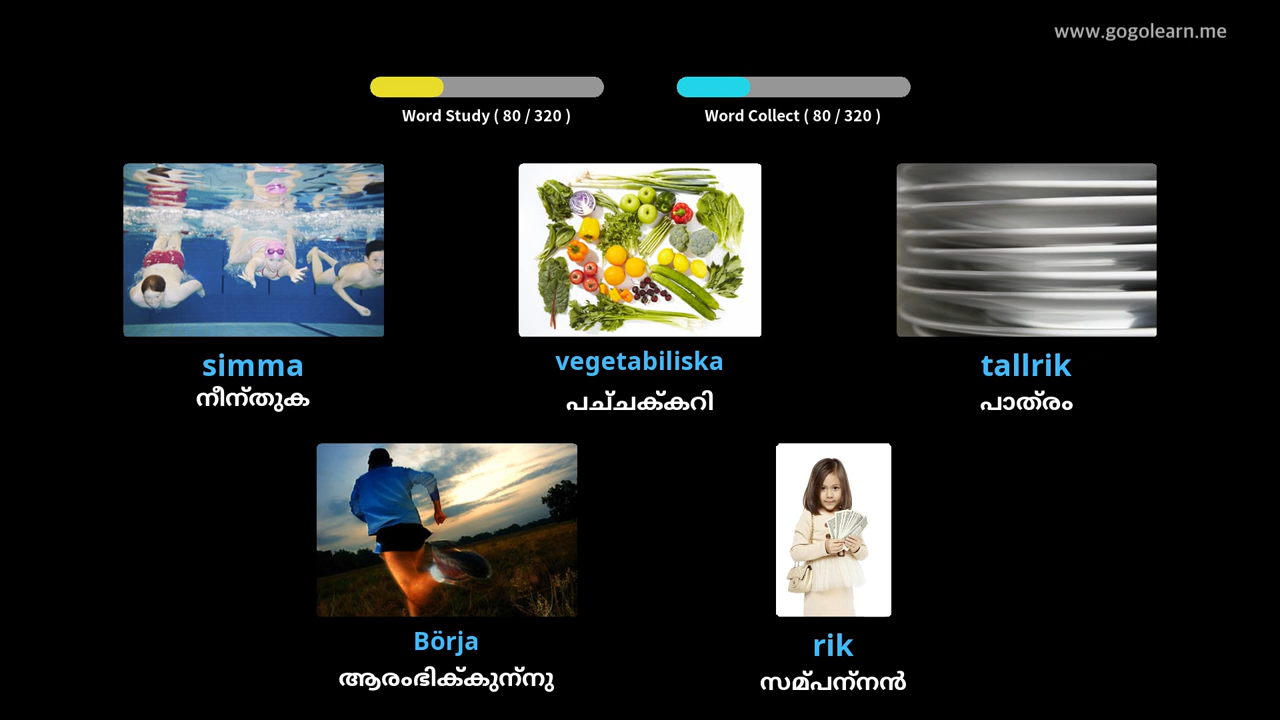 www.gogolearn.me
Word Study ( 80 / 320 )
Word Collect ( 80 / 320 )
simma
നീന്തുക
vegetabiliska
പച്ചക്കറി
tallrik
പാത്രം
Börja
ആരംഭിക്കുന്നു
rik
സമ്പന്നൻ